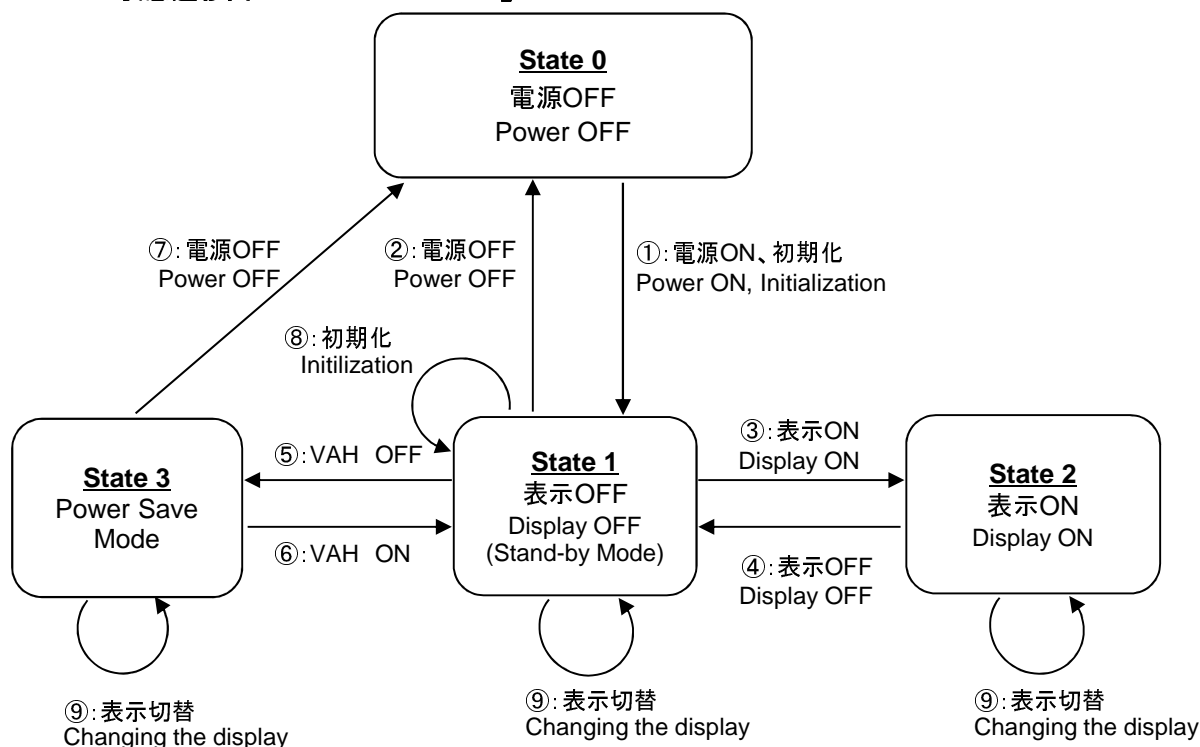 State 0
電源OFF
Power OFF
⑦:電源OFF
Power OFF
②:電源OFF
Power OFF
①:電源ON、初期化
Power ON, Initialization
⑧:初期化
Initilization
State 3
Power Save
Mode
⑤:VAH OFF
⑥:VAH ON
State 1
表示OFF
Display OFF
(Stand-by Mode)
③:表示ON
Display ON
④:表示OFF
Display OFF
State 2
表示ON
Display ON
⑨:表示切替
Changing the display
⑨:表示切替
Changing the display
⑨:表示切替
Changing the display